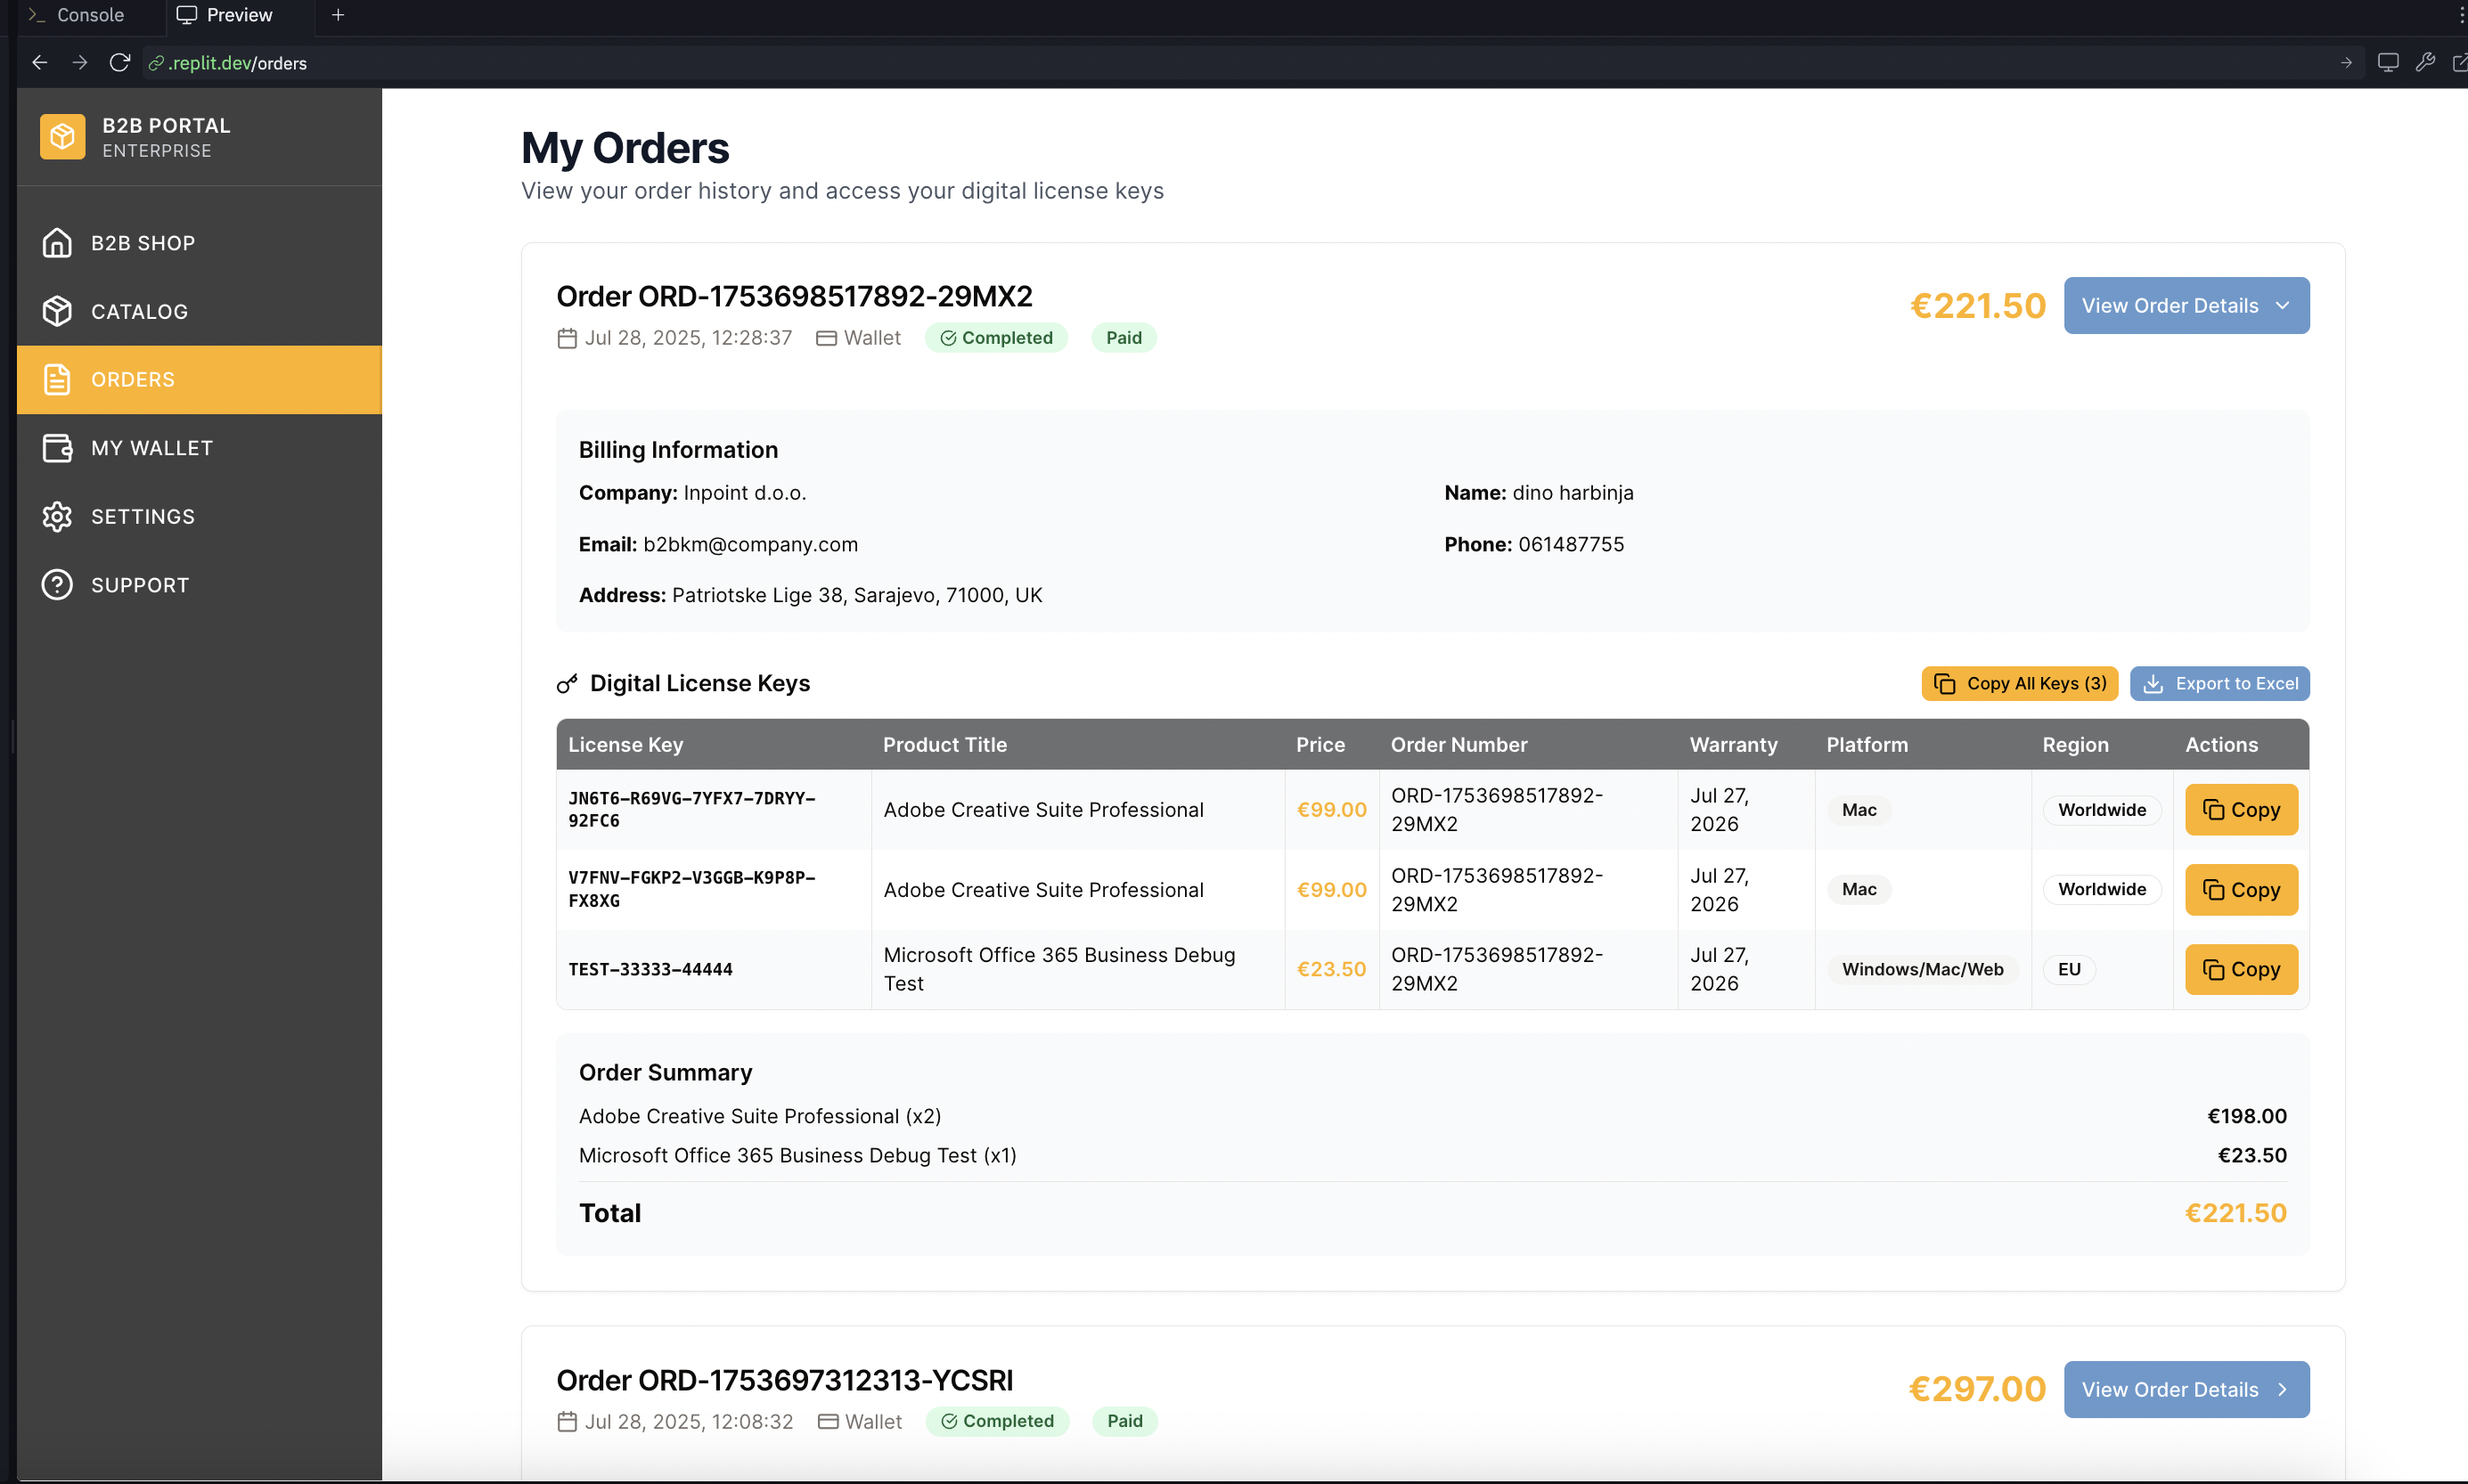 Console
Preview
.replit.dev/orders
B2B PORTAL
ENTERPRISE
B2B SHOP
CATALOG
ORDERS
MY WALLET
SETTINGS
SUPPORT
My Orders
View your order history and access your digital license keys
Order ORD-1753698517892-29MX2
Jul 28, 2025, 12:28:37 Wallet Completed Paid
€221.50 View Order Details
Billing Information
Company: Inpoint d.o.o. Name: dino harbinja
Email: b2bkm@company.com Phone: 061487755
Address: Patriotske Lige 38, Sarajevo, 71000, UK
Digital License Keys Copy All Keys (3) Export to Excel
License Key Product Title Price Order Number Warranty Platform Region Actions
JN6T6-R69VG-7YFX7-7DRYY-
92FC6
Adobe Creative Suite Professional
€99.00
ORD-1753698517892-
29MX2
Jul 27,
2026
Mac
Worldwide
Copy
V7FNV-FGKP2-V3GGB-K9P8P-
FX8XG
Adobe Creative Suite Professional
€99.00
ORD-1753698517892-
29MX2
Jul 27,
2026
Mac
Worldwide
Copy
TEST-33333-44444
Microsoft Office 365 Business Debug
Test
€23.50
ORD-1753698517892-
29MX2
Jul 27,
2026
Windows/Mac/Web
EU
Copy
Order Summary
Adobe Creative Suite Professional (x2) €198.00
Microsoft Office 365 Business Debug Test (x1) €23.50
Total €221.50
Order ORD-1753697312313-YCSRI
Jul 28, 2025, 12:08:32 Wallet Completed Paid
€297.00 View Order Details